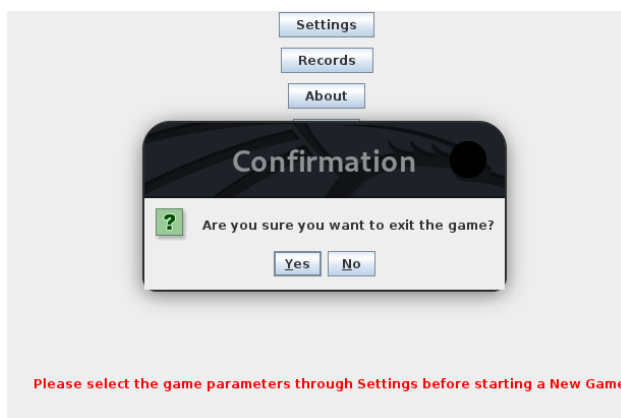 Settings
Records
About
Confirmation
? Are you sure you want to exit the game?
Yes No
Please select the game parameters through Settings before starting a New Game